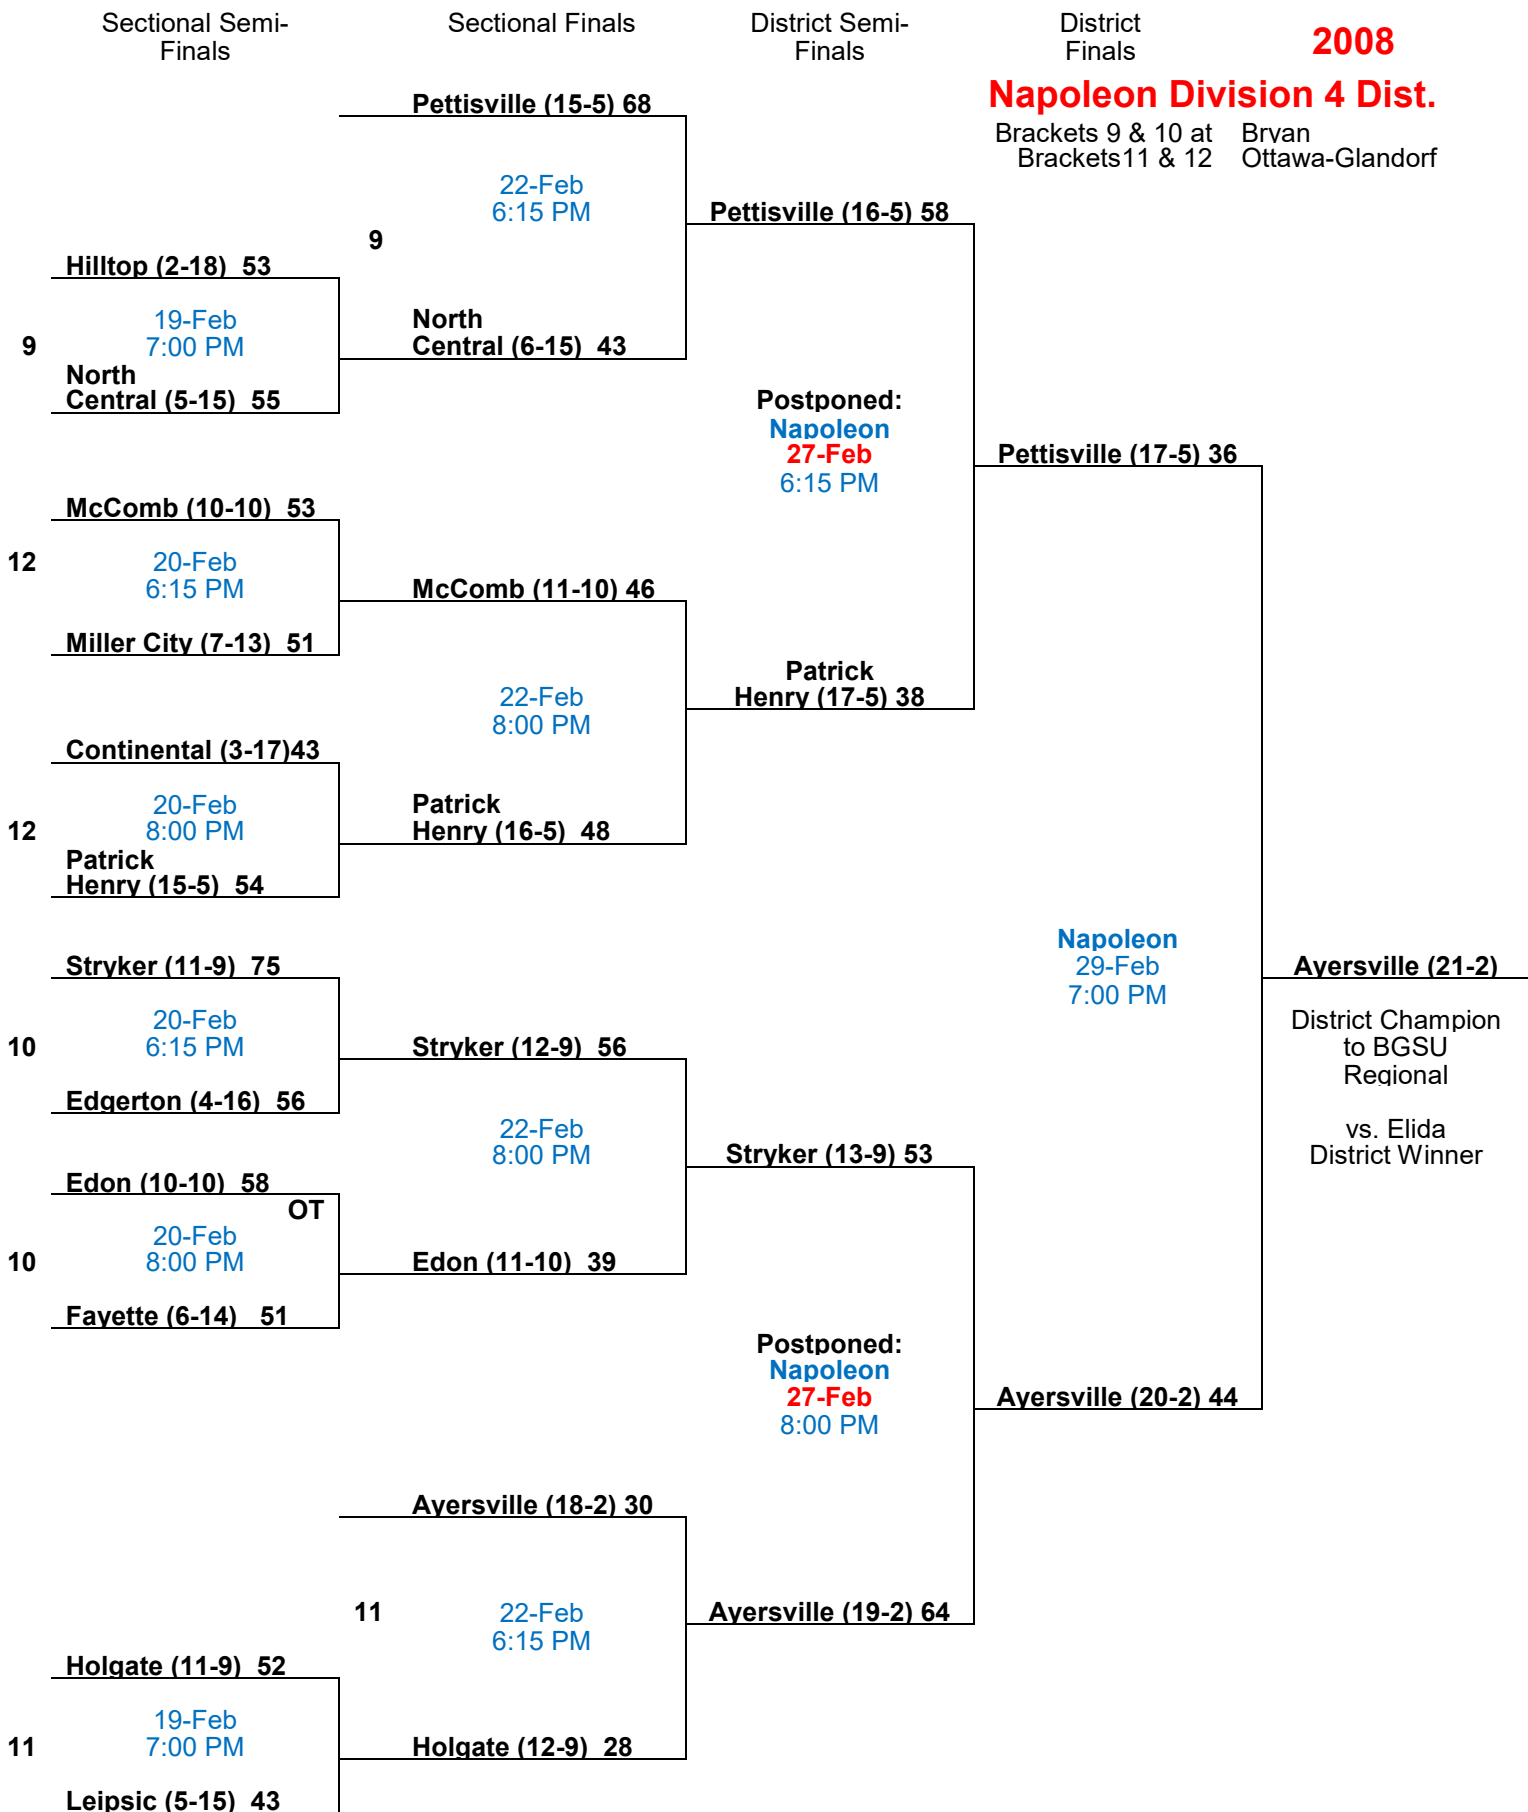 Sectional Semi-
Finals
Sectional Finals
District Semi-
Finals
District
Finals
2008
Napoleon Division 4 Dist.
Brackets 9 & 10 at Bryan
Brackets11 & 12 Ottawa-Glandorf
Pettisville (15-5) 68
22-Feb
6:15 PM
9
Pettisville (16-5) 58
Hilltop (2-18) 53
19-Feb
9 7:00 PM
North
Central (5-15) 55
North
Central (6-15) 43
Postponed:
Napoleon
27-Feb
6:15 PM
Pettisville (17-5) 36
McComb (10-10) 53
12 20-Feb
6:15 PM
Miller City (7-13) 51
McComb (11-10) 46
22-Feb
8:00 PM
Patrick
Henry (17-5) 38
Continental (3-17)43
20-Feb
12 8:00 PM
Patrick
Henry (15-5) 54
Patrick
Henry (16-5) 48
Stryker (11-9) 75
20-Feb
10 6:15 PM
Edgerton (4-16) 56
Stryker (12-9) 56
22-Feb
8:00 PM
Stryker (13-9) 53
Napoleon
29-Feb
7:00 PM
Ayersville (21-2)
District Champion
to BGSU
Regional
vs. Elida
District Winner
Edon (10-10) 58
OT
20-Feb
10 8:00 PM
Fayette (6-14) 51
Edon (11-10) 39
Postponed:
Napoleon
27-Feb
8:00 PM
Ayersville (20-2) 44
Ayersville (18-2) 30
11 22-Feb
6:15 PM
Ayersville (19-2) 64
Holgate (11-9) 52
19-Feb
11 7:00 PM
Leipsic (5-15) 43
Holgate (12-9) 28